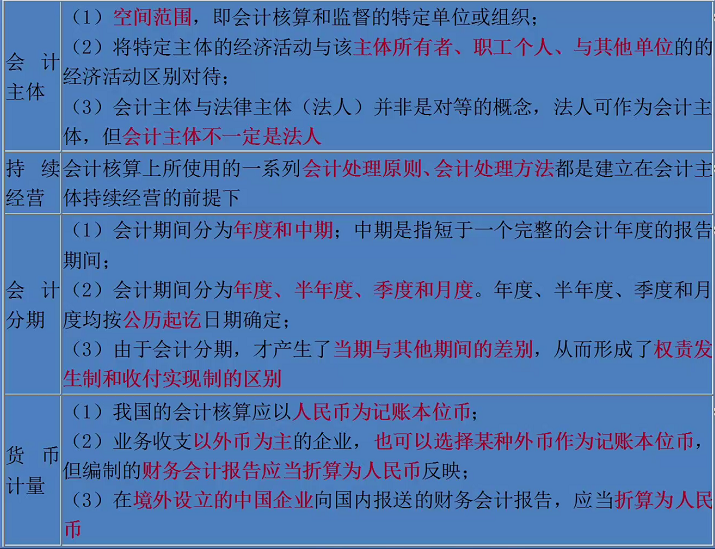 会 计
主体
（1）空间范围，即会计核算和监督的特定单位或组织；
（2）将特定主体的经济活动与该主体所有者、职工个人、与其他单位的的
经济活动区别对待；
（3）会计主体与法律主体（法人）并非是对等的概念，法人可作为会计主
体，但会计主体不一定是法人
持 续
经营
会计核算上所使用的一系列会计处理原则、会计处理方法都是建立在会计主
体持续经营的前提下
会 计
分期
（1）会计期间分为年度和中期；中期是指短于一个完整的会计年度的报告
期间；
（2）会计期间分为年度、半年度、季度和月度。年度、半年度、季度和月
度均按公历起讫日期确定；
（3）由于会计分期，才产生了当期与其他期间的差别，从而形成了权责发
生制和收付实现制的区别
货 币
计量
（1）我国的会计核算应以人民币为记账本位币；
（2）业务收支以外币为主的企业，也可以选择某种外币作为记账本位币，
但编制的财务会计报告应当折算为人民币反映；
（3）在境外设立的中国企业向国内报送的财务会计报告，应当折算为人民
币